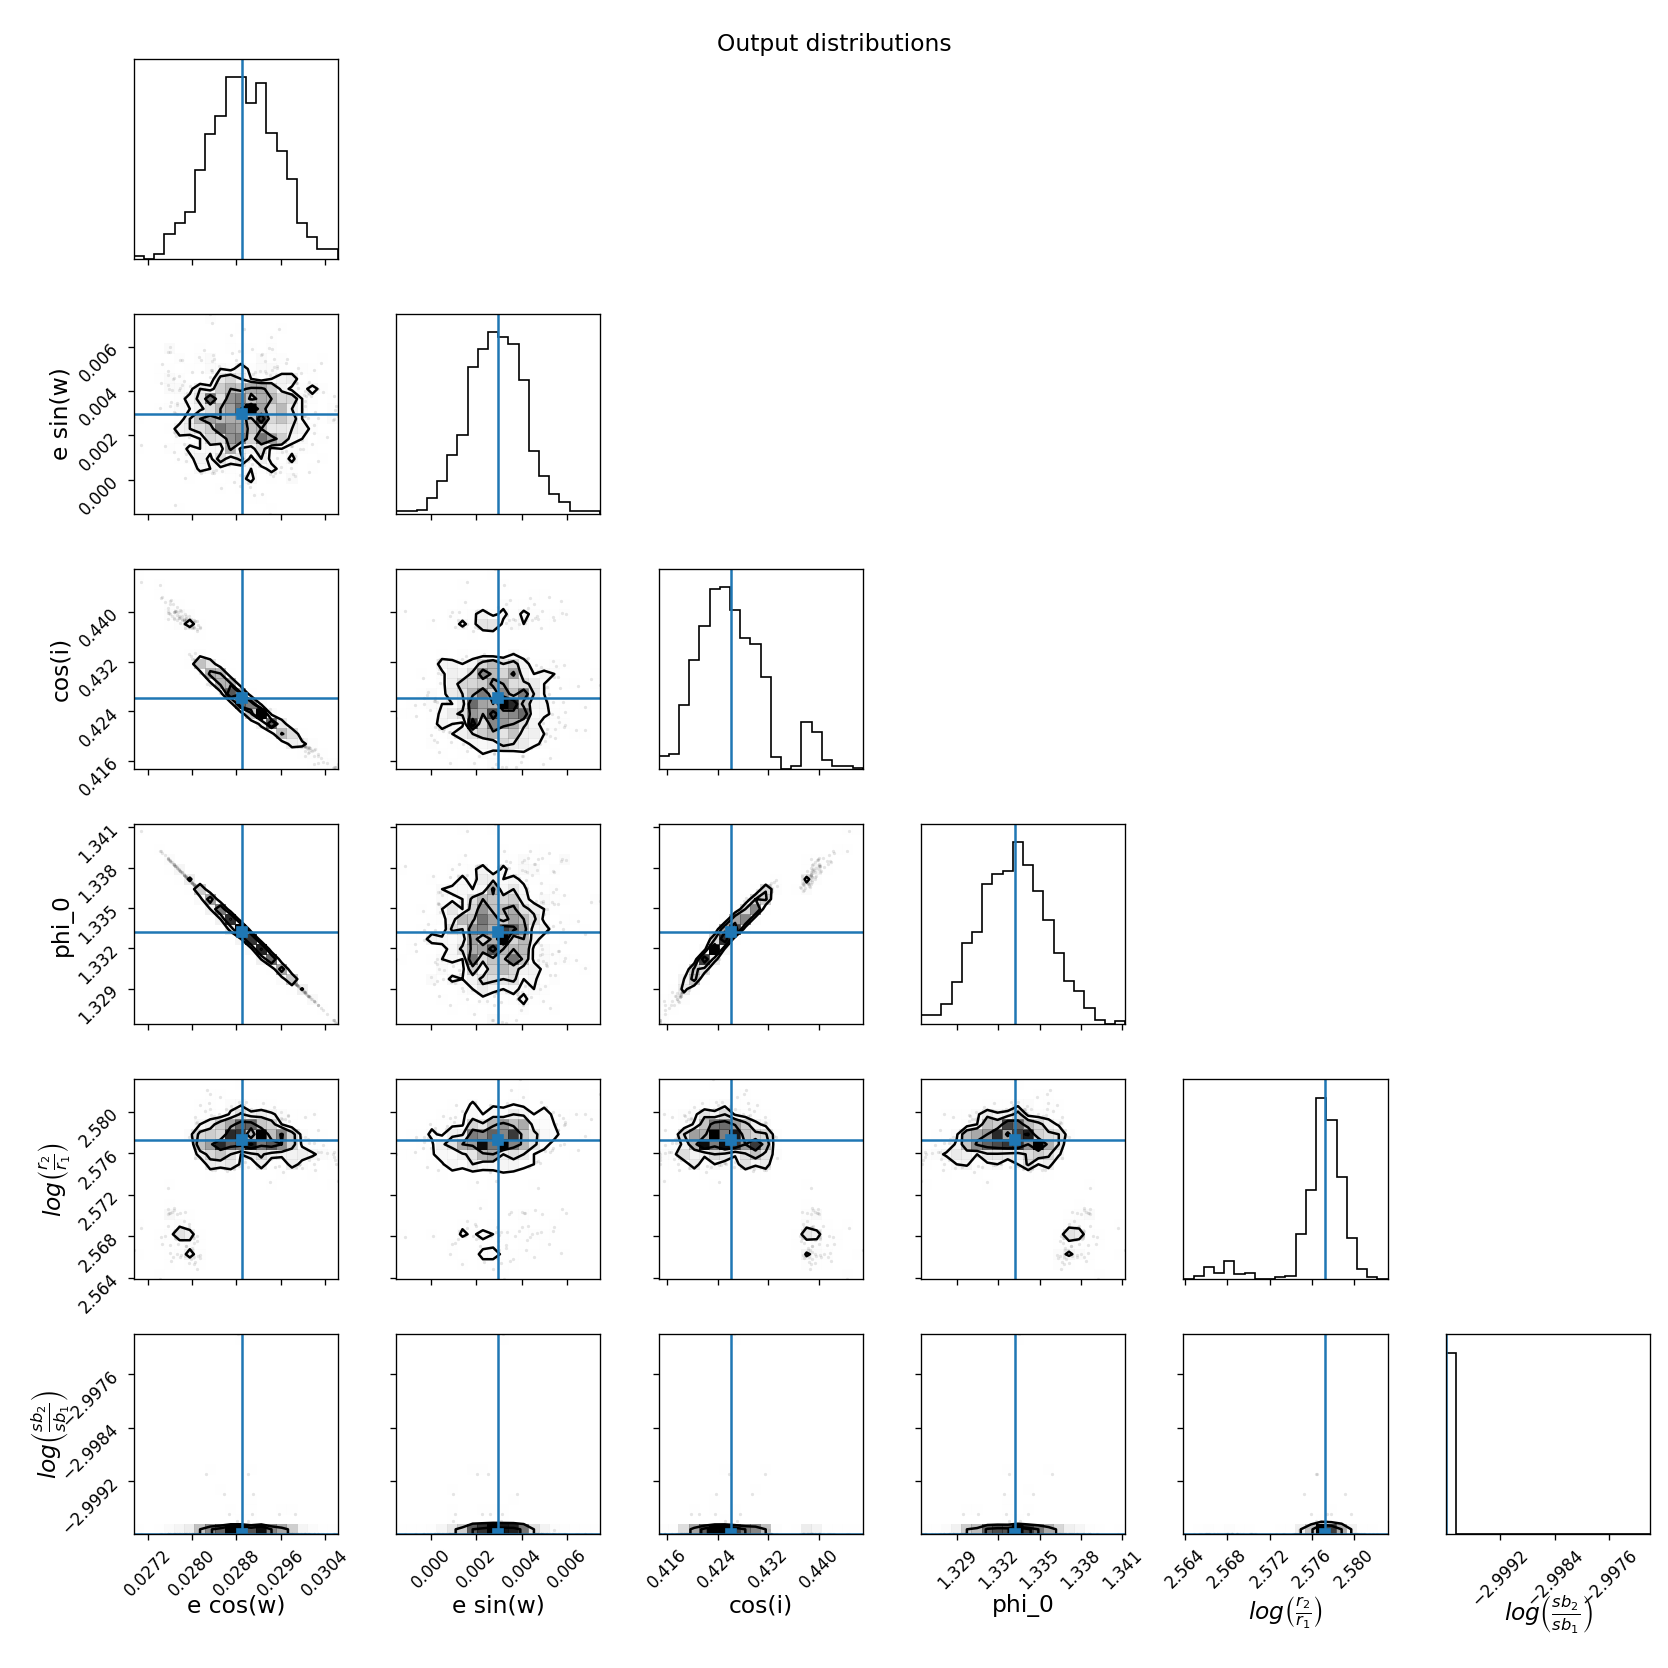 Output distributions
e sin(w)
0.006
0.004
0.002
0.000
cos(i)
0.440
0.432
0.424
0.416
phi_0
1.341
1.338
1.335
1.332
1.329
log(r2/r1)
2.580
2.576
2.572
2.568
2.564
log(sb2/sb1)
−2.9976
−2.9984
−2.9992
0.0272 0.0280 0.0288 0.0296 0.0304
0.000 0.002 0.004 0.006
0.416 0.424 0.432 0.440
1.329 1.332 1.335 1.338 1.341
2.564 2.568 2.572 2.576 2.580
−2.9992 −2.9984 −2.9976
e cos(w) e sin(w) cos(i) phi_0 log(r2/r1) log(sb2/sb1)